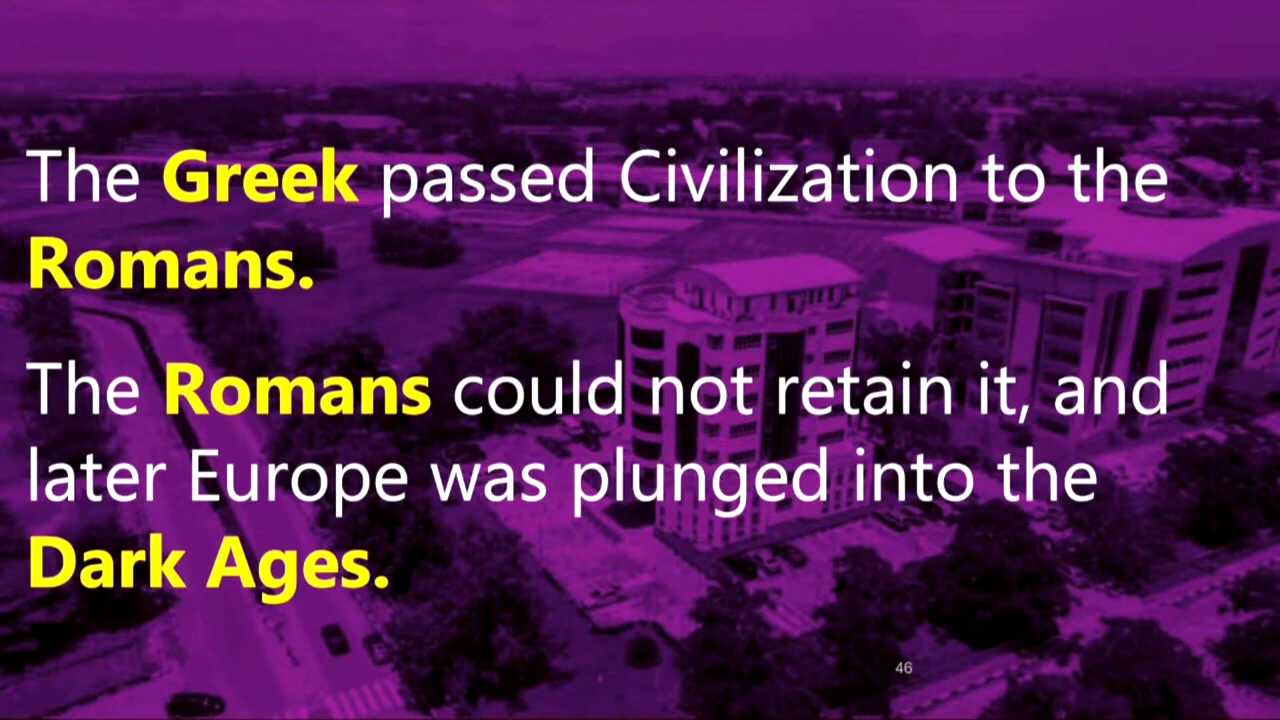 The Greek passed Civilization to the
Romans.
The Romans could not retain it, and
later Europe was plunged into the
Dark Ages.
46